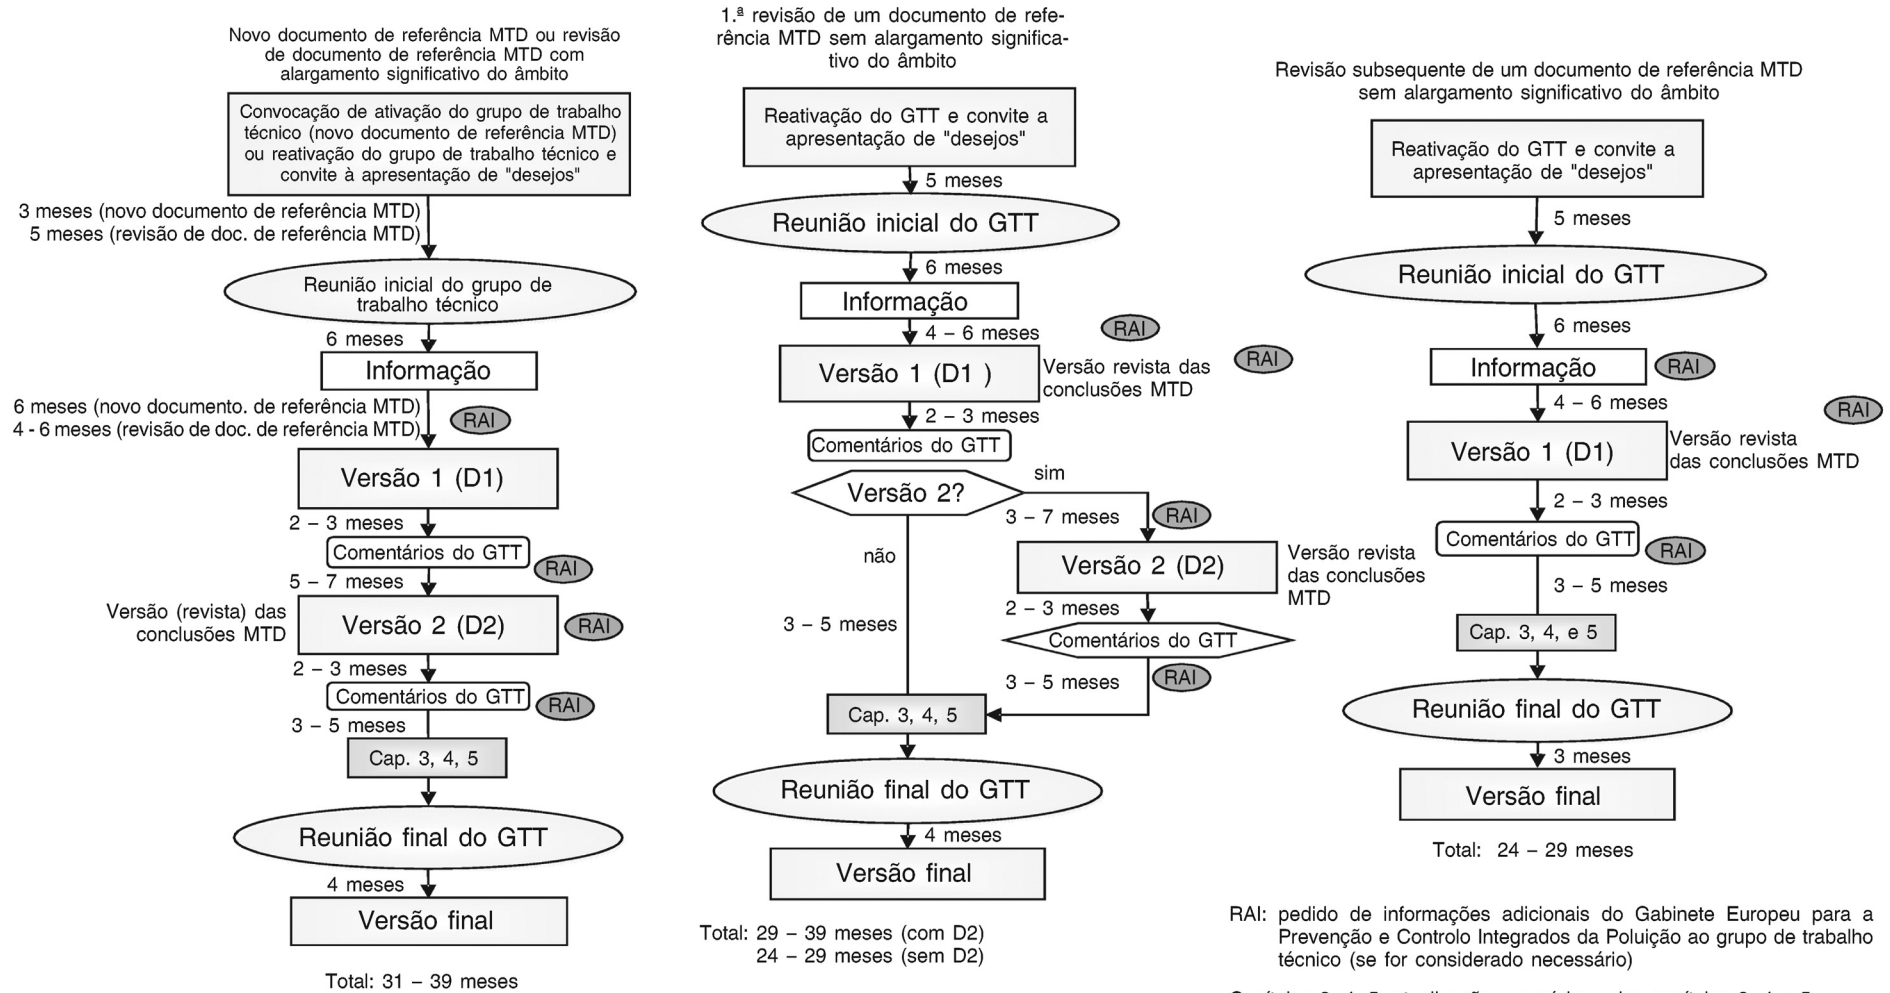 Novo documento de referência MTD ou revisão
de documento de referência MTD com
alargamento significativo do âmbito
Convocação de ativação do grupo de trabalho
técnico (novo documento de referência MTD)
ou reativação do grupo de trabalho técnico e
convite à apresentação de "desejos"
3 meses (novo documento de referência MTD)
5 meses (revisão de doc. de referência MTD)
Reunião inicial do grupo de
trabalho técnico
6 meses
Informação
6 meses (novo documento. de referência MTD)
4 - 6 meses (revisão de doc. de referência MTD)
RAI
Versão 1 (D1)
2 – 3 meses
Comentários do GTT
RAI
5 – 7 meses
Versão (revista) das
conclusões MTD
Versão 2 (D2)
RAI
2 – 3 meses
Comentários do GTT
RAI
3 – 5 meses
Cap. 3, 4, 5
Reunião final do GTT
4 meses
Versão final
Total: 31 – 39 meses
1.ª revisão de um documento de refe-
rência MTD sem alargamento significa-
tivo do âmbito
Reativação do GTT e convite a
apresentação de "desejos"
5 meses
Reunião inicial do GTT
6 meses
Informação
4 – 6 meses
RAI
Versão 1 (D1 )
Versão revista das
conclusões MTD
RAI
2 – 3 meses
Comentários do GTT
Versão 2?
sim
3 – 7 meses
RAI
não
Versão 2 (D2)
Versão revista
das conclusões
MTD
2 – 3 meses
3 – 5 meses
Comentários do GTT
3 – 5 meses
RAI
Cap. 3, 4, 5
Reunião final do GTT
4 meses
Versão final
Total: 29 – 39 meses (com D2)
24 – 29 meses (sem D2)
Revisão subsequente de um documento de referência MTD
sem alargamento significativo do âmbito
Reativação do GTT e convite a
apresentação de "desejos"
5 meses
Reunião inicial do GTT
6 meses
Informação
RAI
4 – 6 meses
RAI
Versão 1 (D1)
Versão revista
das conclusões MTD
2 – 3 meses
Comentários do GTT
RAI
3 – 5 meses
Cap. 3, 4, e 5
Reunião final do GTT
3 meses
Versão final
Total: 24 – 29 meses
RAI: pedido de informações adicionais do Gabinete Europeu para a
Prevenção e Controlo Integrados da Poluição ao grupo de trabalho
técnico (se for considerado necessário)